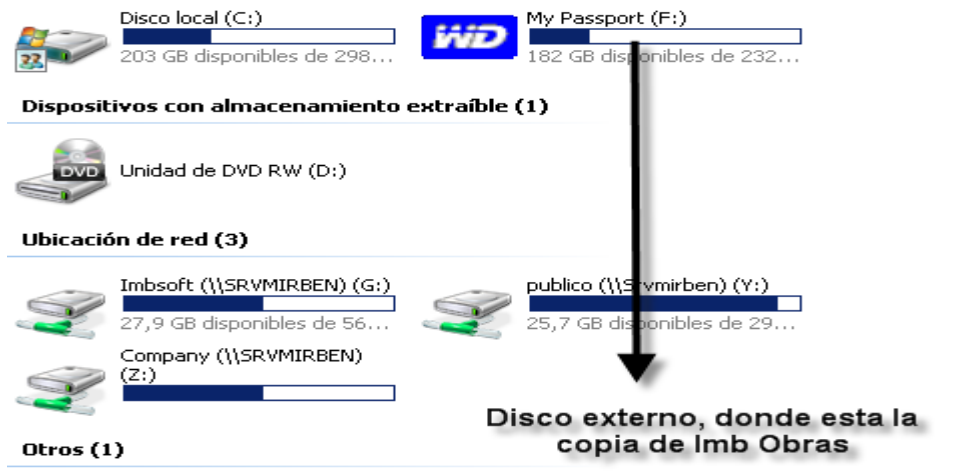 Disco local (C:)
203 GB disponibles de 298...
WD
My Passport (F:)
182 GB disponibles de 232...
Dispositivos con almacenamiento extraíble (1)
DVD
Unidad de DVD RW (D:)
Ubicación de red (3)
Imbsoft (\\SRVMIRBEN) (G:)
27,9 GB disponibles de 56...
publico (\\Srvmirben) (Y:)
25,7 GB disponibles de 29...
Company (\\SRVMIRBEN)
(Z:)
Disco externo, donde esta la
copia de Imb Obras
Otros (1)